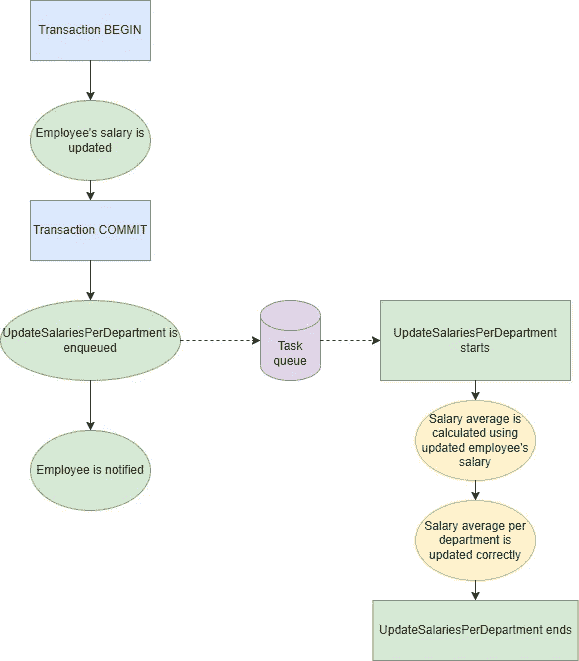 Transaction BEGIN
Employee's salary is
updated
Transaction COMMIT
UpdateSalariesPerDepartment is
enqueued
Task
queue
UpdateSalariesPerDepartment
starts
Employee is notified
Salary average is
calculated using
updated employee's
salary
Salary average per
department is
updated correctly
UpdateSalariesPerDepartment ends